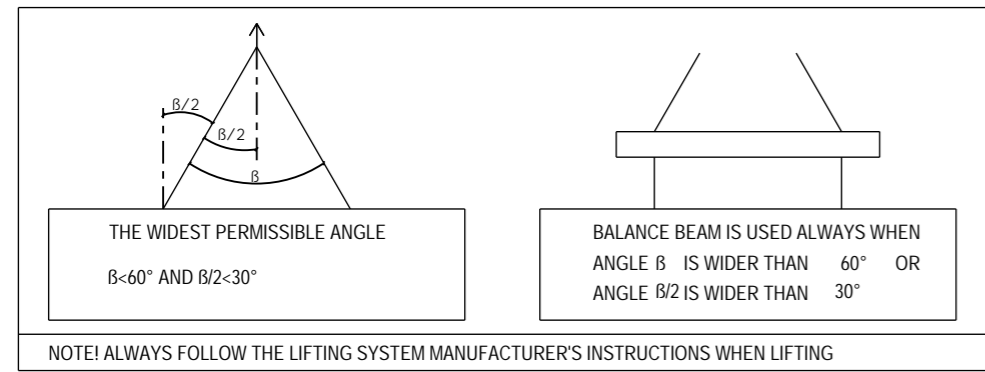 ß/2
ß/2
ß
THE WIDEST PERMISSIBLE ANGLE
ß<60° AND ß/2<30°
BALANCE BEAM IS USED ALWAYS WHEN
ANGLE ß IS WIDER THAN 60° OR
ANGLE ß/2 IS WIDER THAN 30°
NOTE! ALWAYS FOLLOW THE LIFTING SYSTEM MANUFACTURER'S INSTRUCTIONS WHEN LIFTING